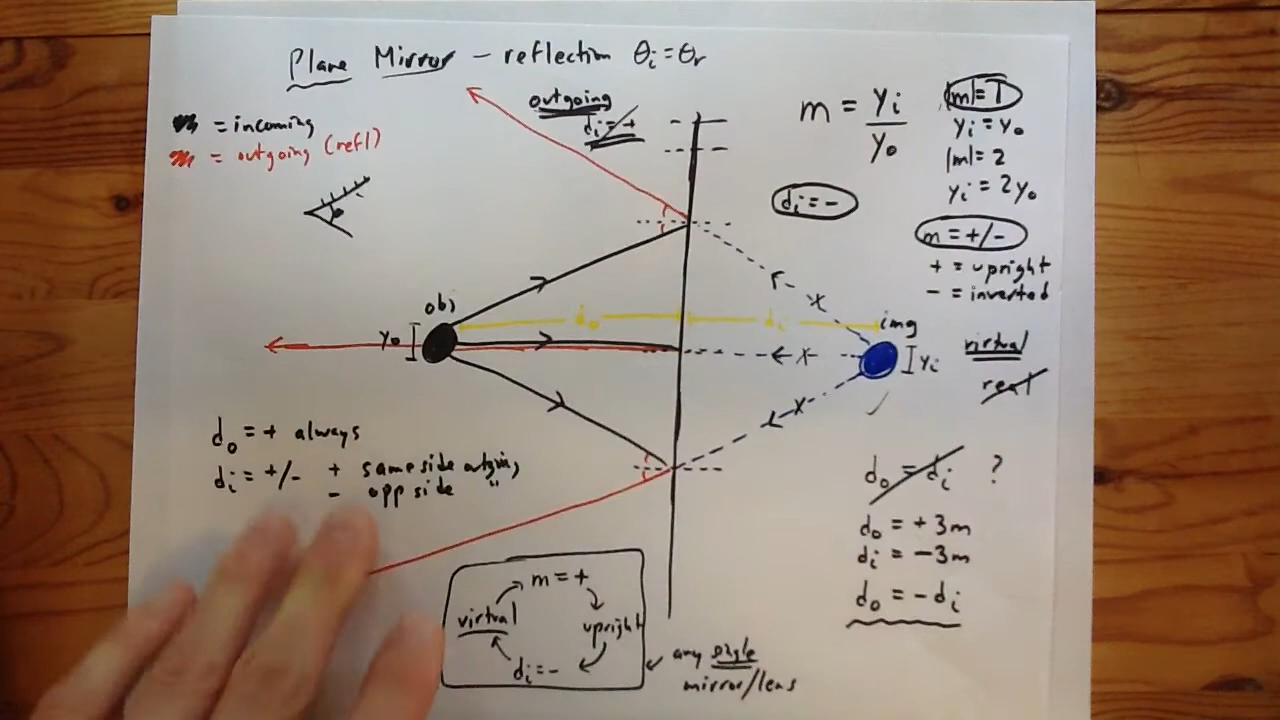 Plane Mirror - reflection θi = θr
= incoming
= outgoing (refl)
outgoing
di = +
m = yi/yo
|m| = 1
yi = yo
|m| = 2
yi = 2yo
di = -
m = +/-
+ = upright
- = inverted
obj
do
di
img
yo
yi
virtual
real
do = + always
di = +/- + same side outgoing
- opp side "
do = di ?
do = +3m
di = -3m
do = -di
m = +
virtual
upright
di = -
any single
mirror/lens